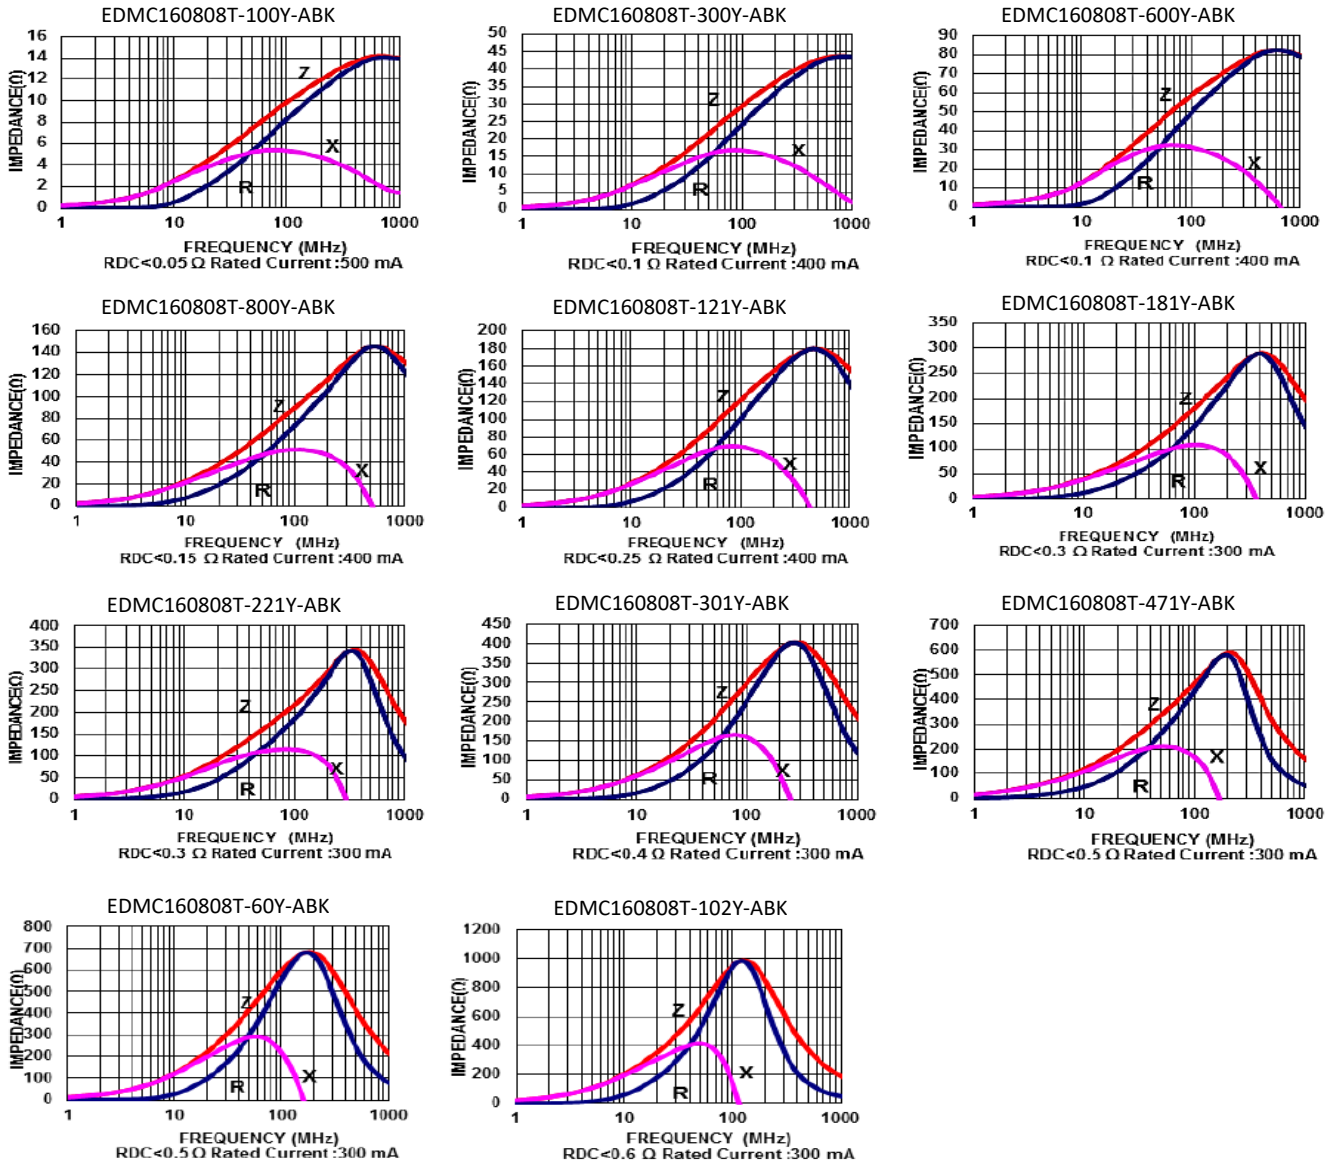 EDMC160808T-100Y-ABK
16
14
12
10
8
6
4
2
0
IMPEDANCE(Ω)
Z
X
R
1
10
100
1000
FREQUENCY (MHz)
RDC<0.05 Ω Rated Current :500 mA
EDMC160808T-300Y-ABK
50
45
40
35
30
25
20
15
10
5
0
IMPEDANCE(Ω)
Z
X
R
1
10
100
1000
FREQUENCY (MHz)
RDC<0.1 Ω Rated Current :400 mA
EDMC160808T-600Y-ABK
90
80
70
60
50
40
30
20
10
0
IMPEDANCE(Ω)
Z
X
R
1
10
100
1000
FREQUENCY (MHz)
RDC<0.1 Ω Rated Current :400 mA
EDMC160808T-800Y-ABK
160
140
120
100
80
60
40
20
0
IMPEDANCE(Ω)
Z
X
R
1
10
100
1000
FREQUENCY (MHz)
RDC<0.15 Ω Rated Current :400 mA
EDMC160808T-121Y-ABK
200
180
160
140
120
100
80
60
40
20
0
IMPEDANCE(Ω)
Z
X
R
1
10
100
1000
FREQUENCY (MHz)
RDC<0.25 Ω Rated Current :400 mA
EDMC160808T-181Y-ABK
350
300
250
200
150
100
50
0
IMPEDANCE(Ω)
Z
X
R
1
10
100
1000
FREQUENCY (MHz)
RDC<0.3 Ω Rated Current :300 mA
EDMC160808T-221Y-ABK
400
350
300
250
200
150
100
50
0
IMPEDANCE(Ω)
Z
X
R
1
10
100
1000
FREQUENCY (MHz)
RDC<0.3 Ω Rated Current :300 mA
EDMC160808T-301Y-ABK
450
400
350
300
250
200
150
100
50
0
IMPEDANCE(Ω)
Z
X
R
1
10
100
1000
FREQUENCY (MHz)
RDC<0.4 Ω Rated Current :300 mA
EDMC160808T-471Y-ABK
700
600
500
400
300
200
100
0
IMPEDANCE(Ω)
Z
X
R
1
10
100
1000
FREQUENCY (MHz)
RDC<0.5 Ω Rated Current :300 mA
EDMC160808T-60Y-ABK
800
700
600
500
400
300
200
100
0
IMPEDANCE(Ω)
Z
X
R
1
10
100
1000
FREQUENCY (MHz)
RDC<0.5 Ω Rated Current :300 mA
EDMC160808T-102Y-ABK
1200
1000
800
600
400
200
0
IMPEDANCE(Ω)
Z
X
R
1
10
100
1000
FREQUENCY (MHz)
RDC<0.6 Ω Rated Current :300 mA